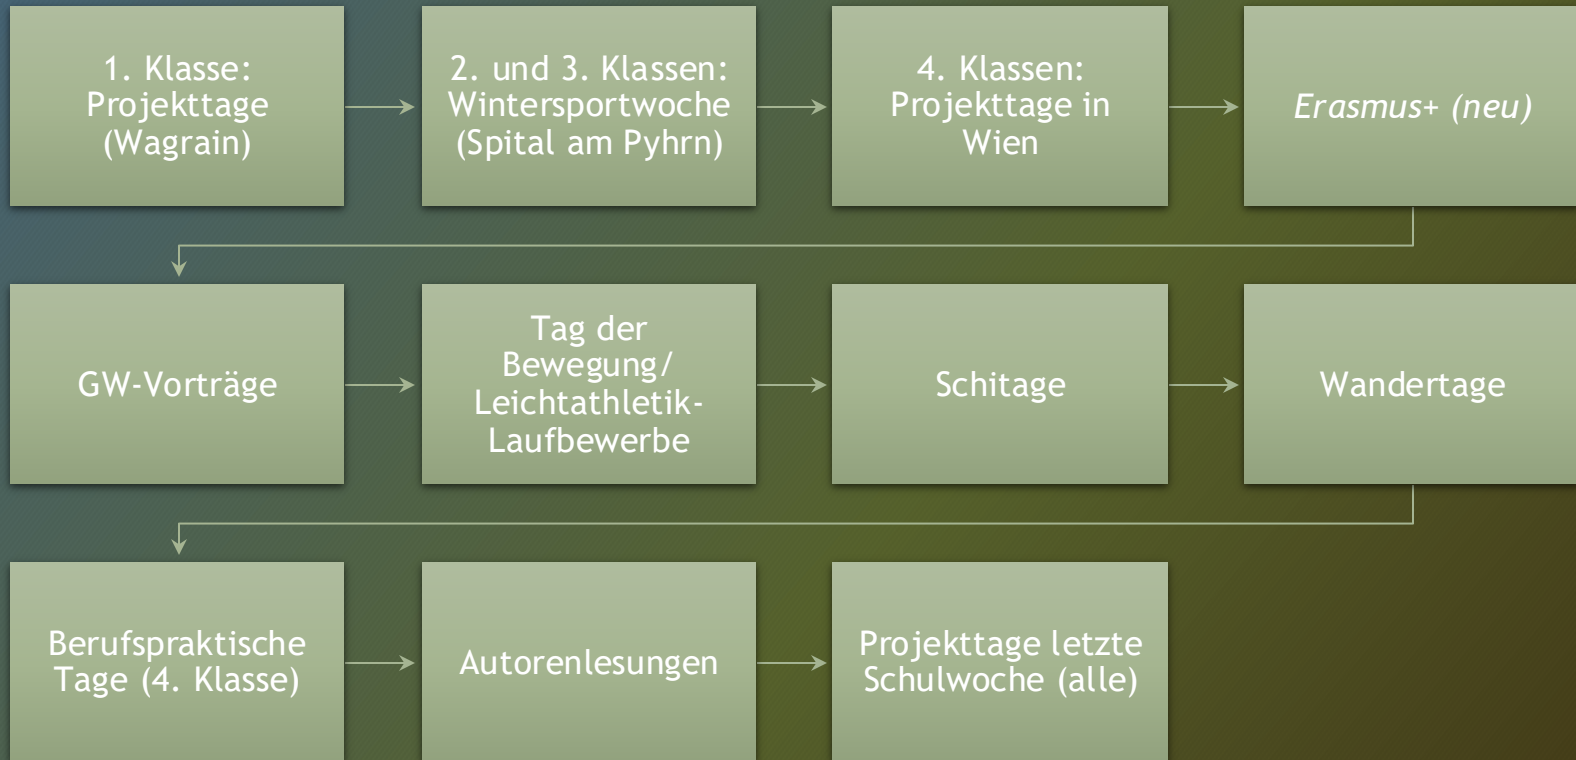 1. Klasse:
Projekttage
(Wagrain)
2. und 3. Klassen:
Wintersportwoche
(Spital am Pyhrn)
4. Klassen:
Projekttage in
Wien
Erasmus+ (neu)
GW-Vorträge
Tag der
Bewegung/
Leichtathletik-
Laufbewerbe
Schitage
Wandertage
Berufspraktische
Tage (4. Klasse)
Autorenlesungen
Projekttage letzte
Schulwoche (alle)